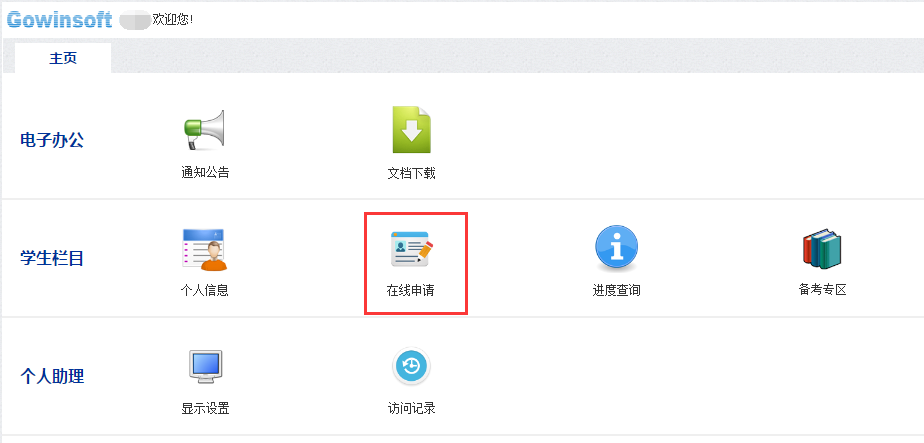 Gowinsoft 欢迎您!
主页
电子办公
通知公告 文档下载
学生栏目
个人信息 在线申请 进度查询 备考专区
个人助理
显示设置 访问记录